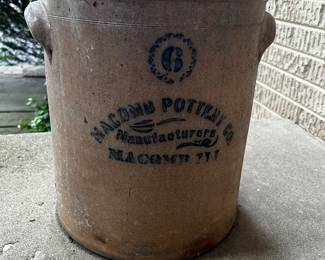 6
MACOMB POTTERY CO.
Manufacturers
MACOMB ILL